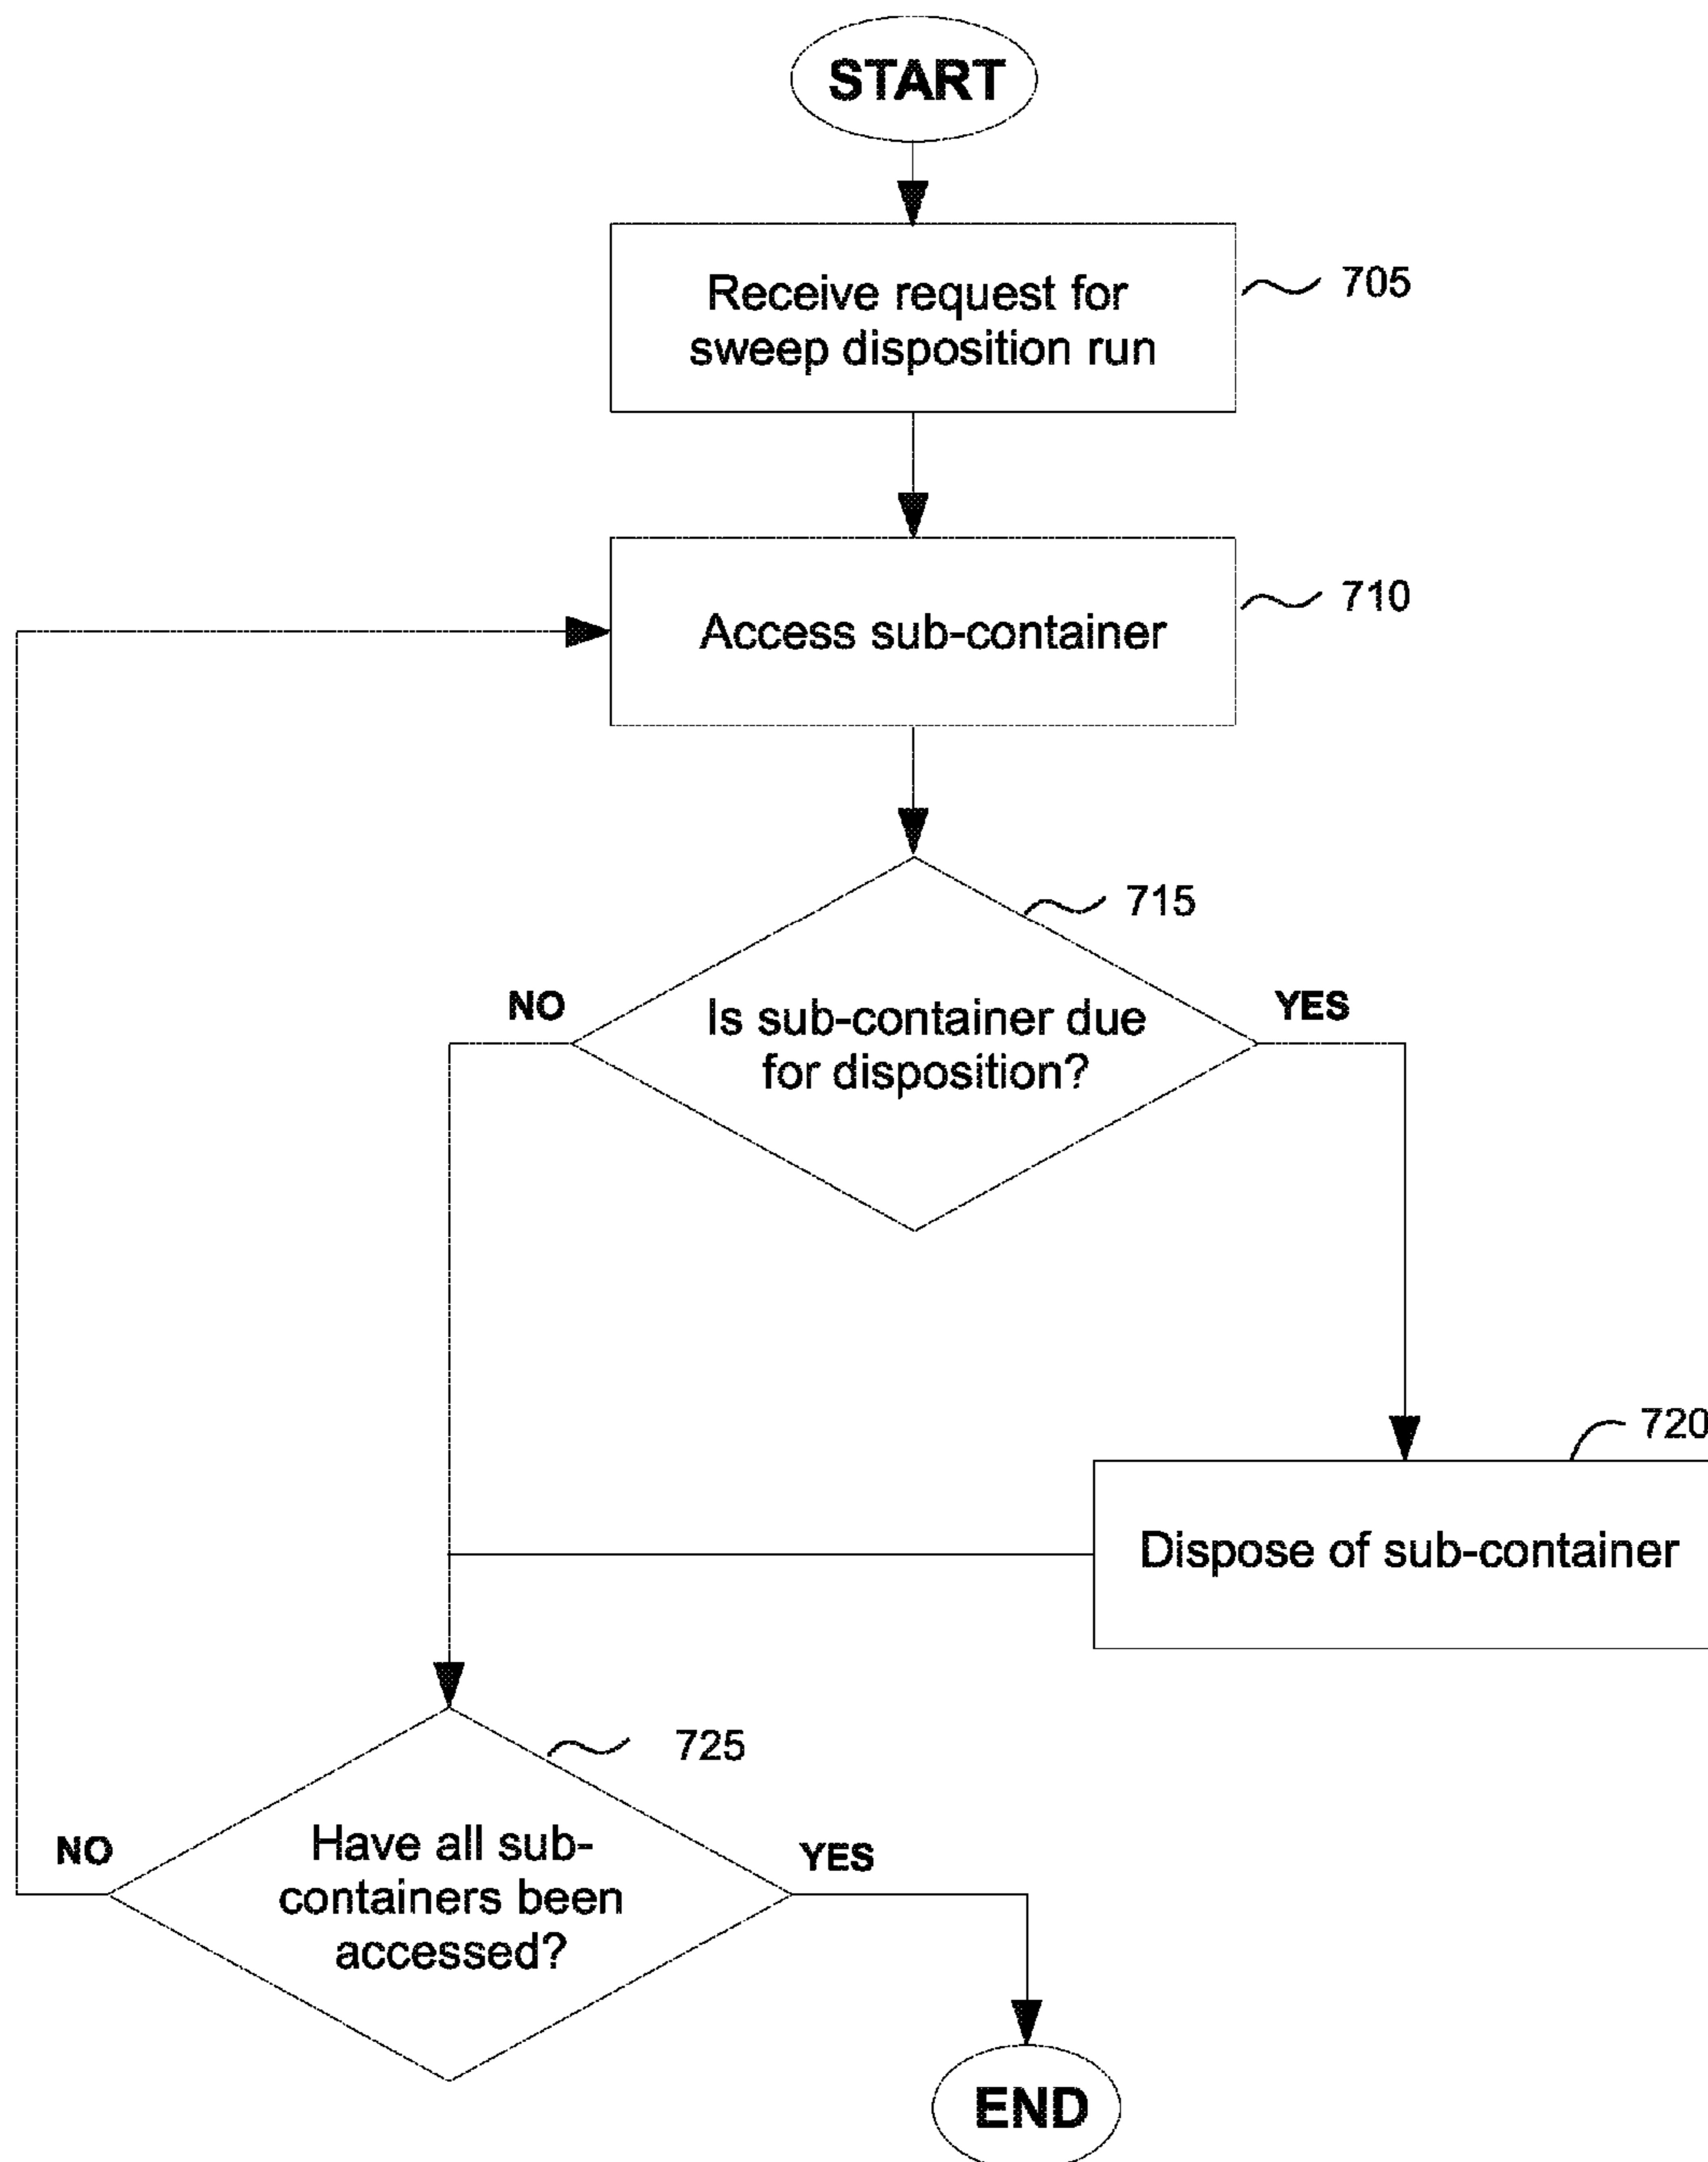 START
Receive request for
sweep disposition run
705
Access sub-container
710
715
NO
Is sub-container due
for disposition?
YES
720
Dispose of sub-container
725
NO
Have all sub-
containers been
accessed?
YES
END